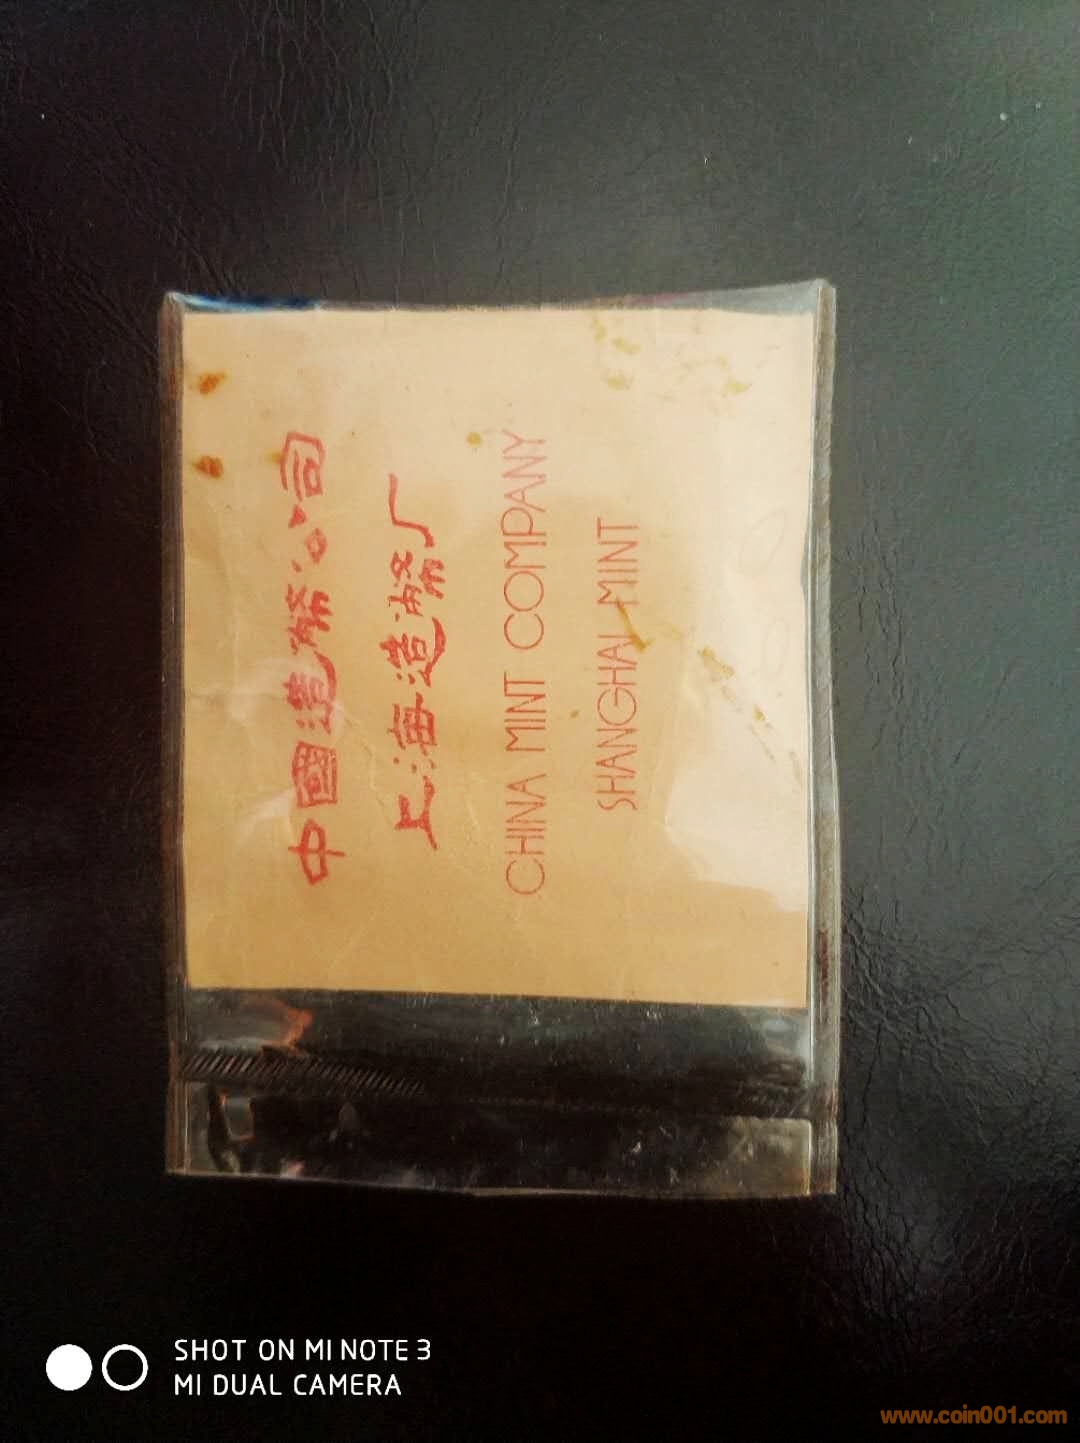 中國造幣公司
上海造幣厂
CHINA MINT COMPANY
SHANGHAI MINT
SHOT ON MI NOTE 3
MI DUAL CAMERA
www.coin001.com